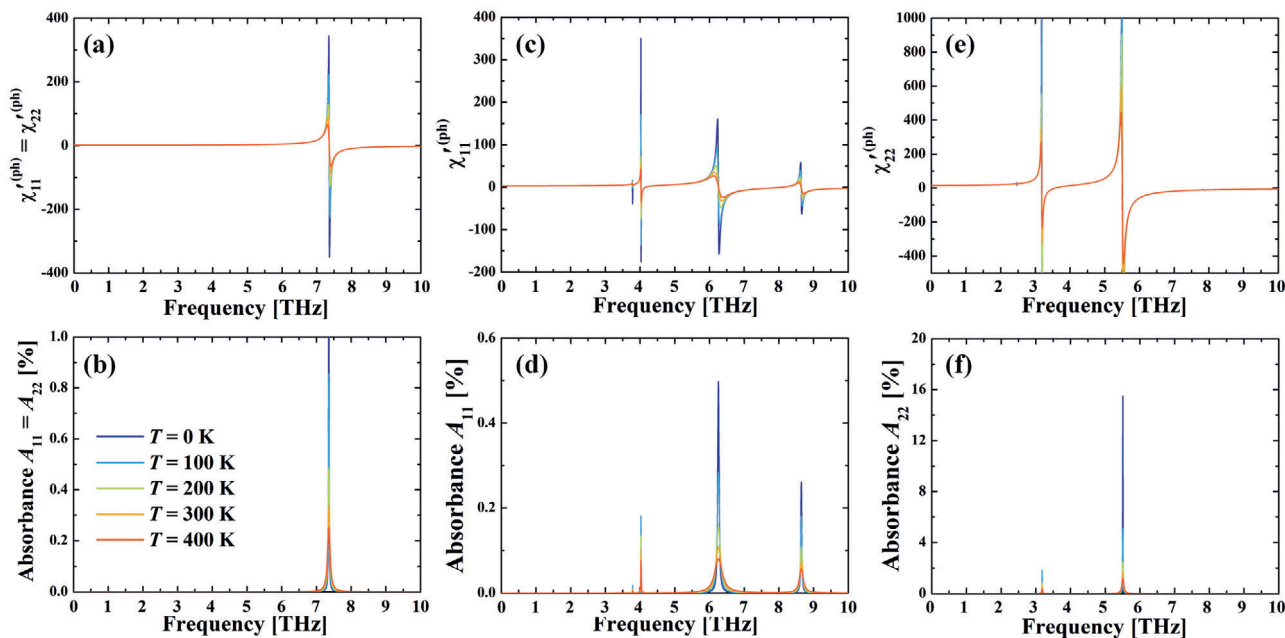 (a)
χ′₁₁⁽ᵖʰ⁾ = χ′₂₂⁽ᵖʰ⁾
400
200
0
-200
-400
0 1 2 3 4 5 6 7 8 9 10
Frequency [THz]
(c)
χ′₁₁⁽ᵖʰ⁾
400
350
300
250
200
150
100
50
0
-50
-100
-150
-200
0 1 2 3 4 5 6 7 8 9 10
Frequency [THz]
(e)
χ′₂₂⁽ᵖʰ⁾
1000
800
600
400
200
0
-200
-400
0 1 2 3 4 5 6 7 8 9 10
Frequency [THz]
(b)
Absorbance A₁₁ = A₂₂ [%]
1.0
0.8
0.6
0.4
0.2
0.0
T = 0 K
T = 100 K
T = 200 K
T = 300 K
T = 400 K
0 1 2 3 4 5 6 7 8 9 10
Frequency [THz]
(d)
Absorbance A₁₁ [%]
0.6
0.4
0.2
0.0
0 1 2 3 4 5 6 7 8 9 10
Frequency [THz]
(f)
Absorbance A₂₂ [%]
20
16
12
8
4
0
0 1 2 3 4 5 6 7 8 9 10
Frequency [THz]